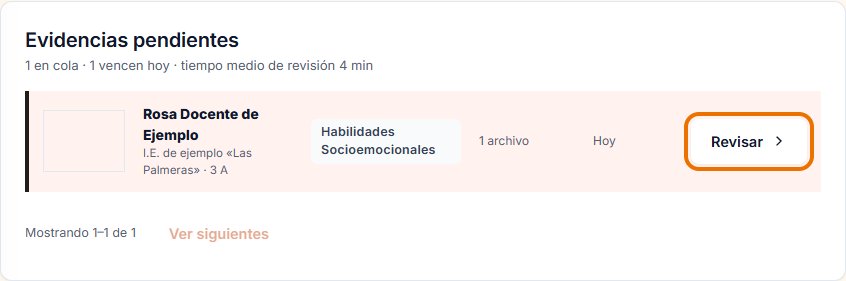 Evidencias pendientes
1 en cola · 1 vencen hoy · tiempo medio de revisión 4 min
Rosa Docente de
Ejemplo
I.E. de ejemplo «Las
Palmeras» · 3 A
Habilidades
Socioemocionales
1 archivo
Hoy
Revisar
Mostrando 1–1 de 1
Ver siguientes